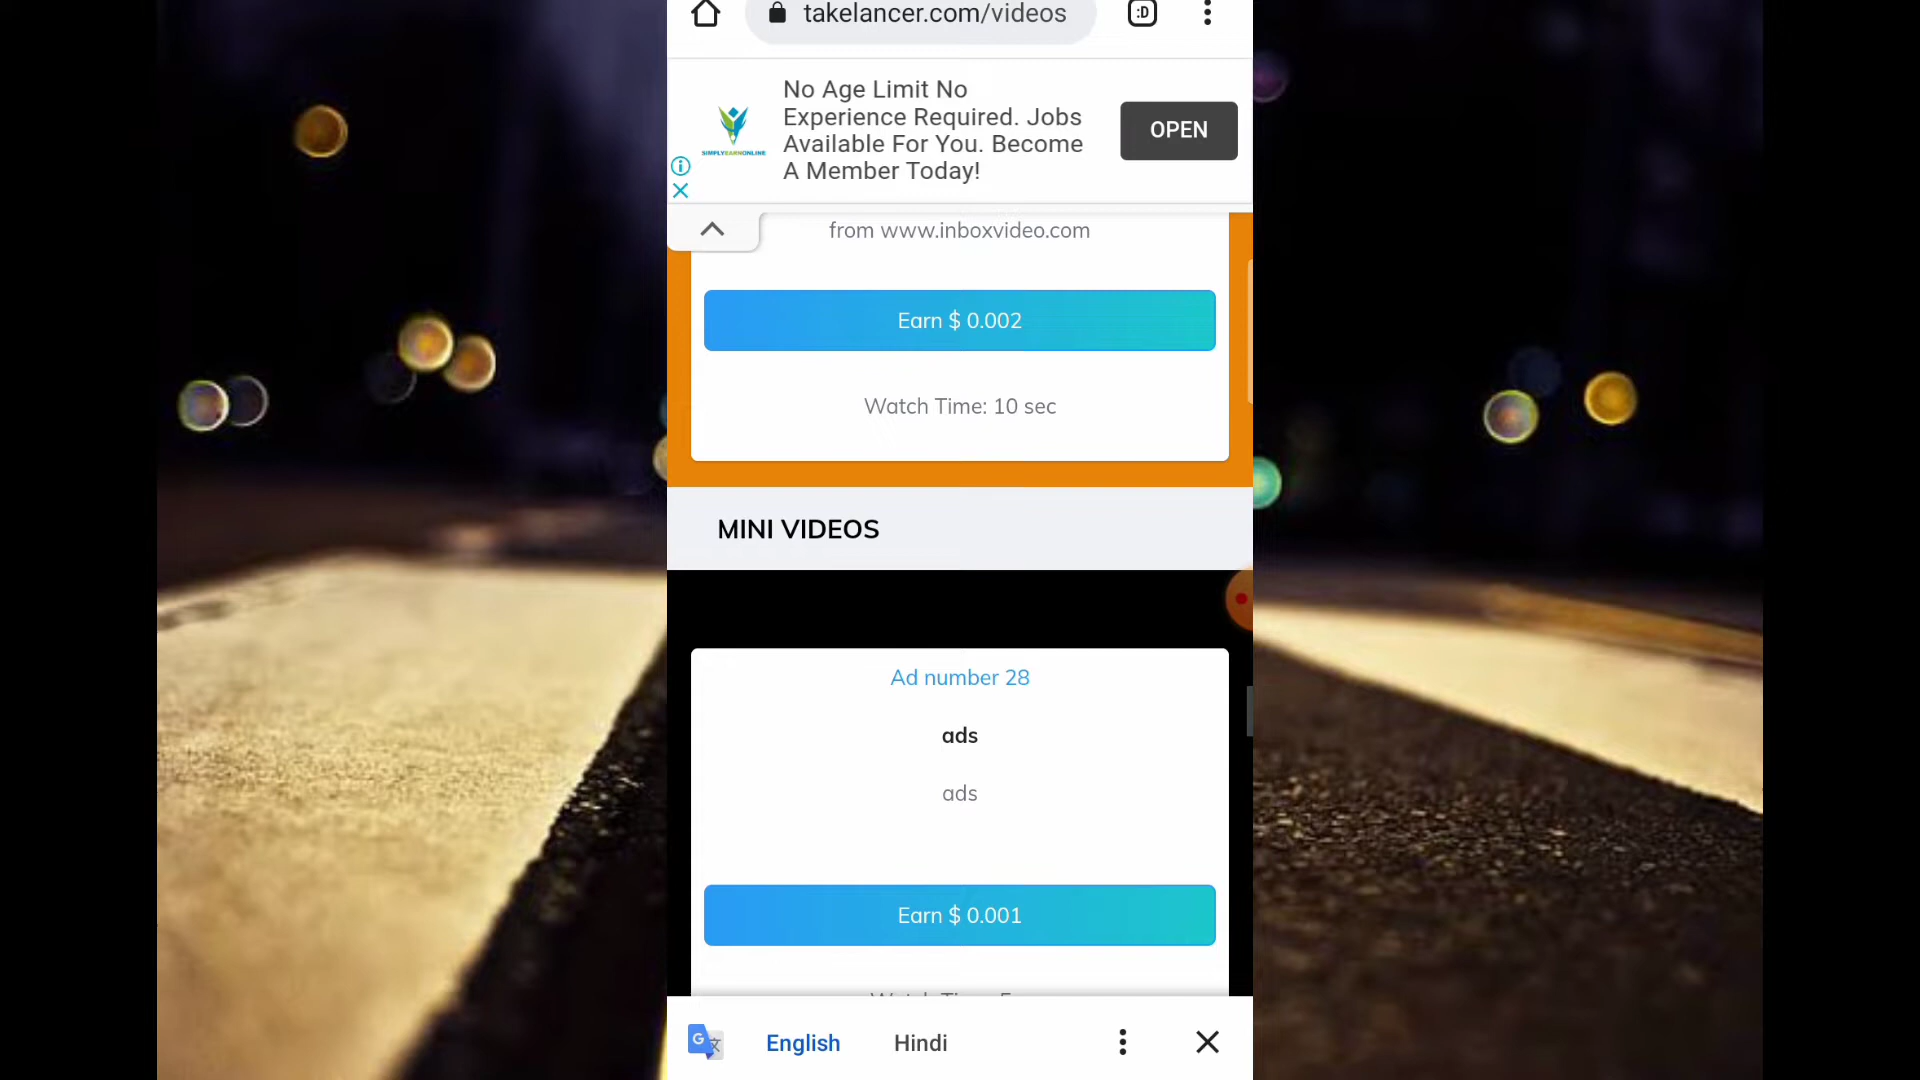 takelancer.com/videos
:D
No Age Limit No
Experience Required. Jobs
Available For You. Become
A Member Today!
OPEN
SIMPLYEARNONLINE
from www.inboxvideo.com
Earn $ 0.002
Watch Time: 10 sec
MINI VIDEOS
Ad number 28
ads
ads
Earn $ 0.001
English
Hindi